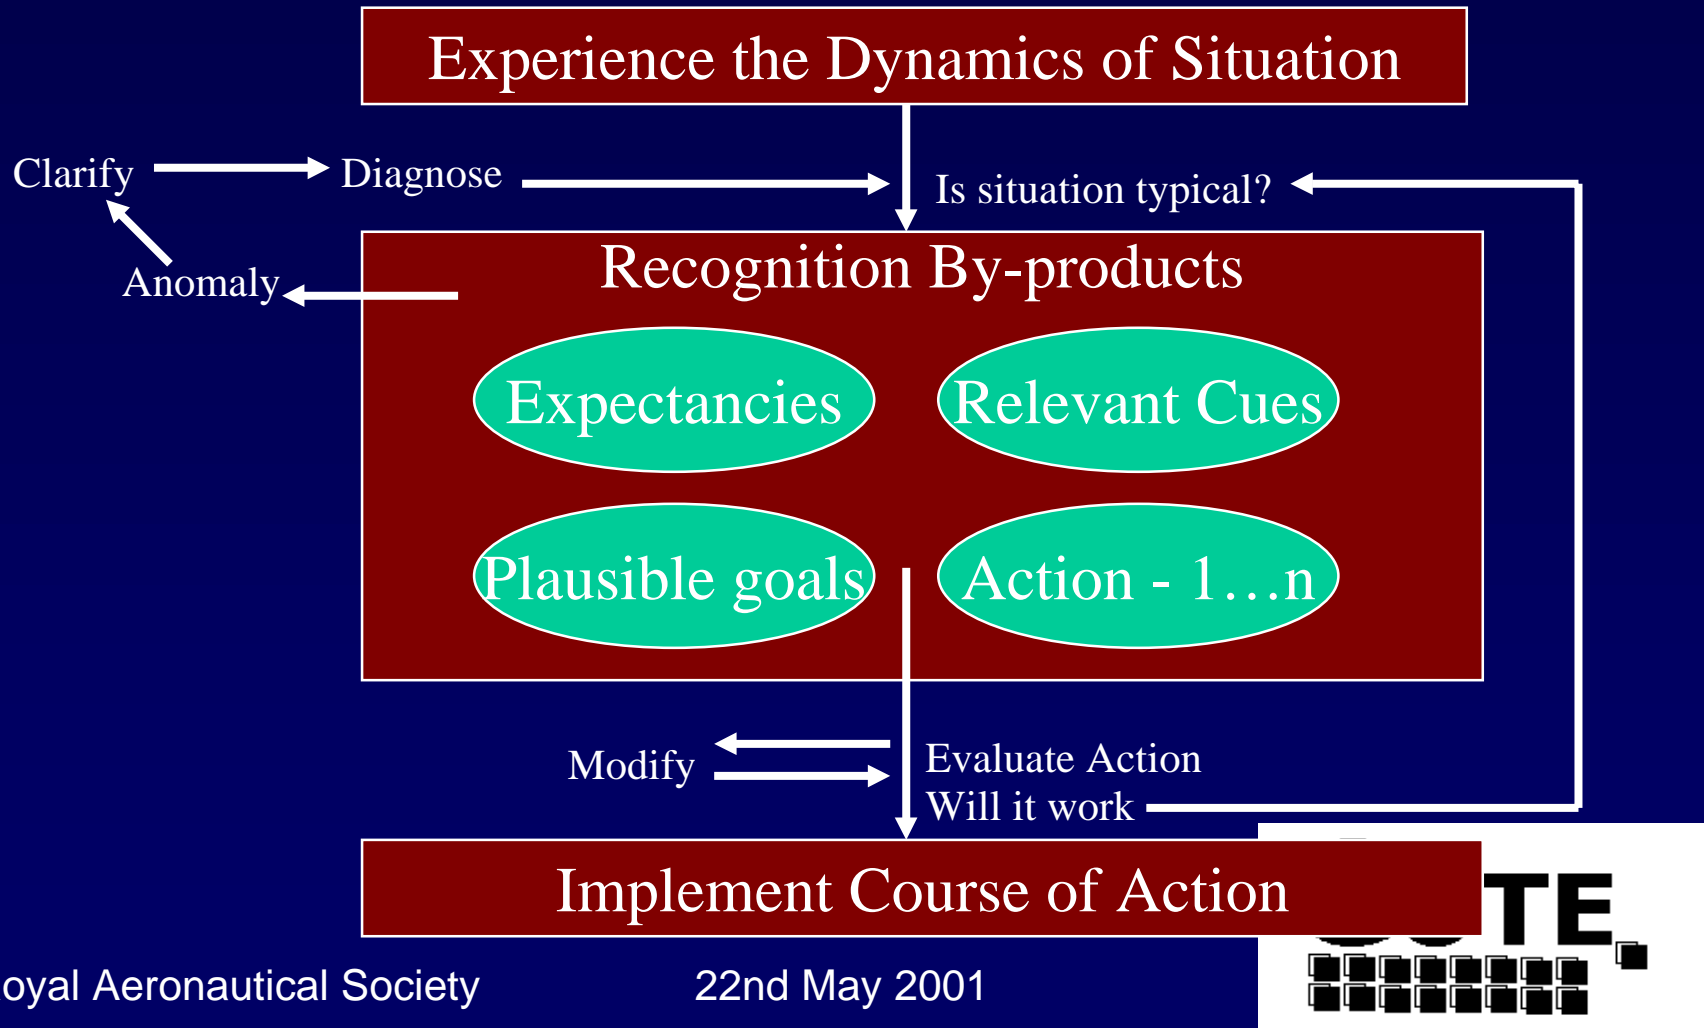 Experience the Dynamics of Situation
Clarify
Diagnose
Is situation typical?
Anomaly
Recognition By-products
Expectancies
Relevant Cues
Plausible goals
Action - 1…n
Modify
Evaluate Action
Will it work
Implement Course of Action
Aeronautical Society
22nd May 2001